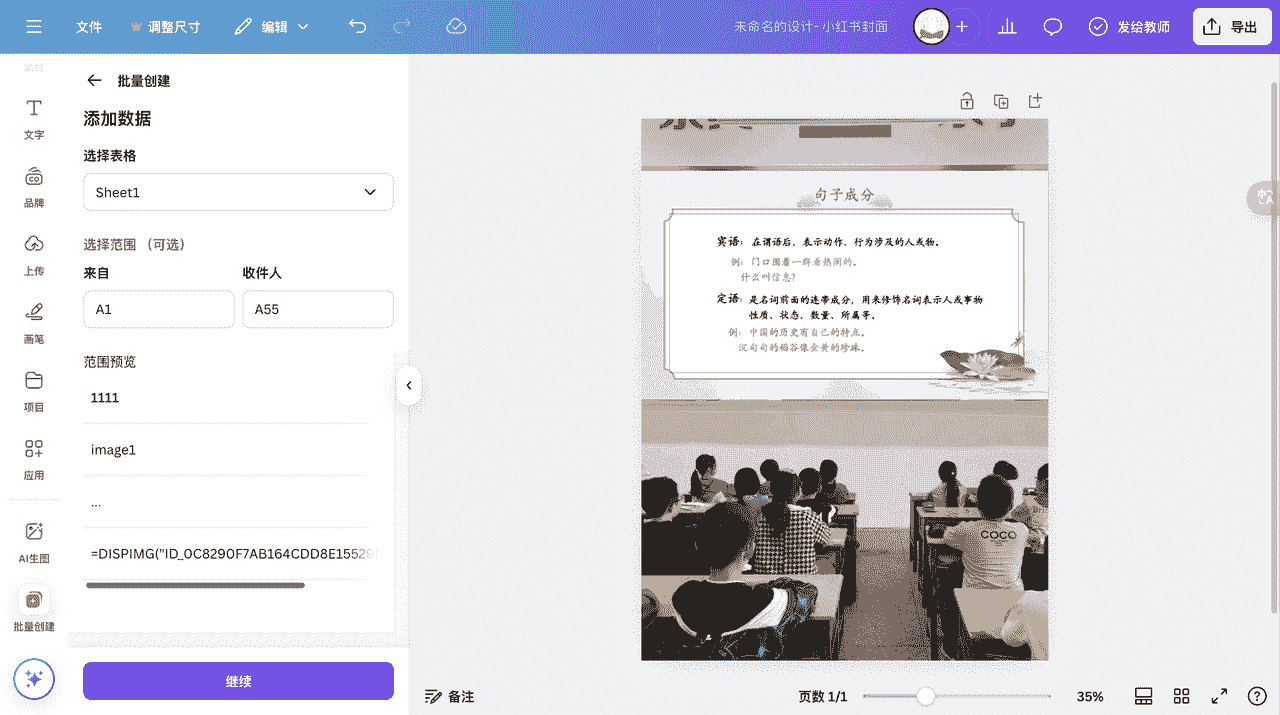 文件
调整尺寸
编辑
未命名的设计-小红书封面
发给教师
导出
素材
文字
品牌
上传
画笔
项目
应用
AI生图
批量创建
批量创建
添加数据
选择表格
Sheet1
选择范围 （可选）
来自
收件人
A1
A55
范围预览
1111
image1
...
=DISPIMG("ID_0C8290F7AB164CDD8E15529
继续
句子成分
宾语：在谓语后，表示动作、行为涉及的人或物。
例：门口围着一群看热闹的。
什么叫信息？
定语：是名词前面的连带成分，用来修饰名词表示人或事物
性质、状态、数量、所属等。
例：中国的历史有自己的特点。
沉甸甸的稻谷像金黄的珍珠。
COCO
备注
页数 1/1
35%